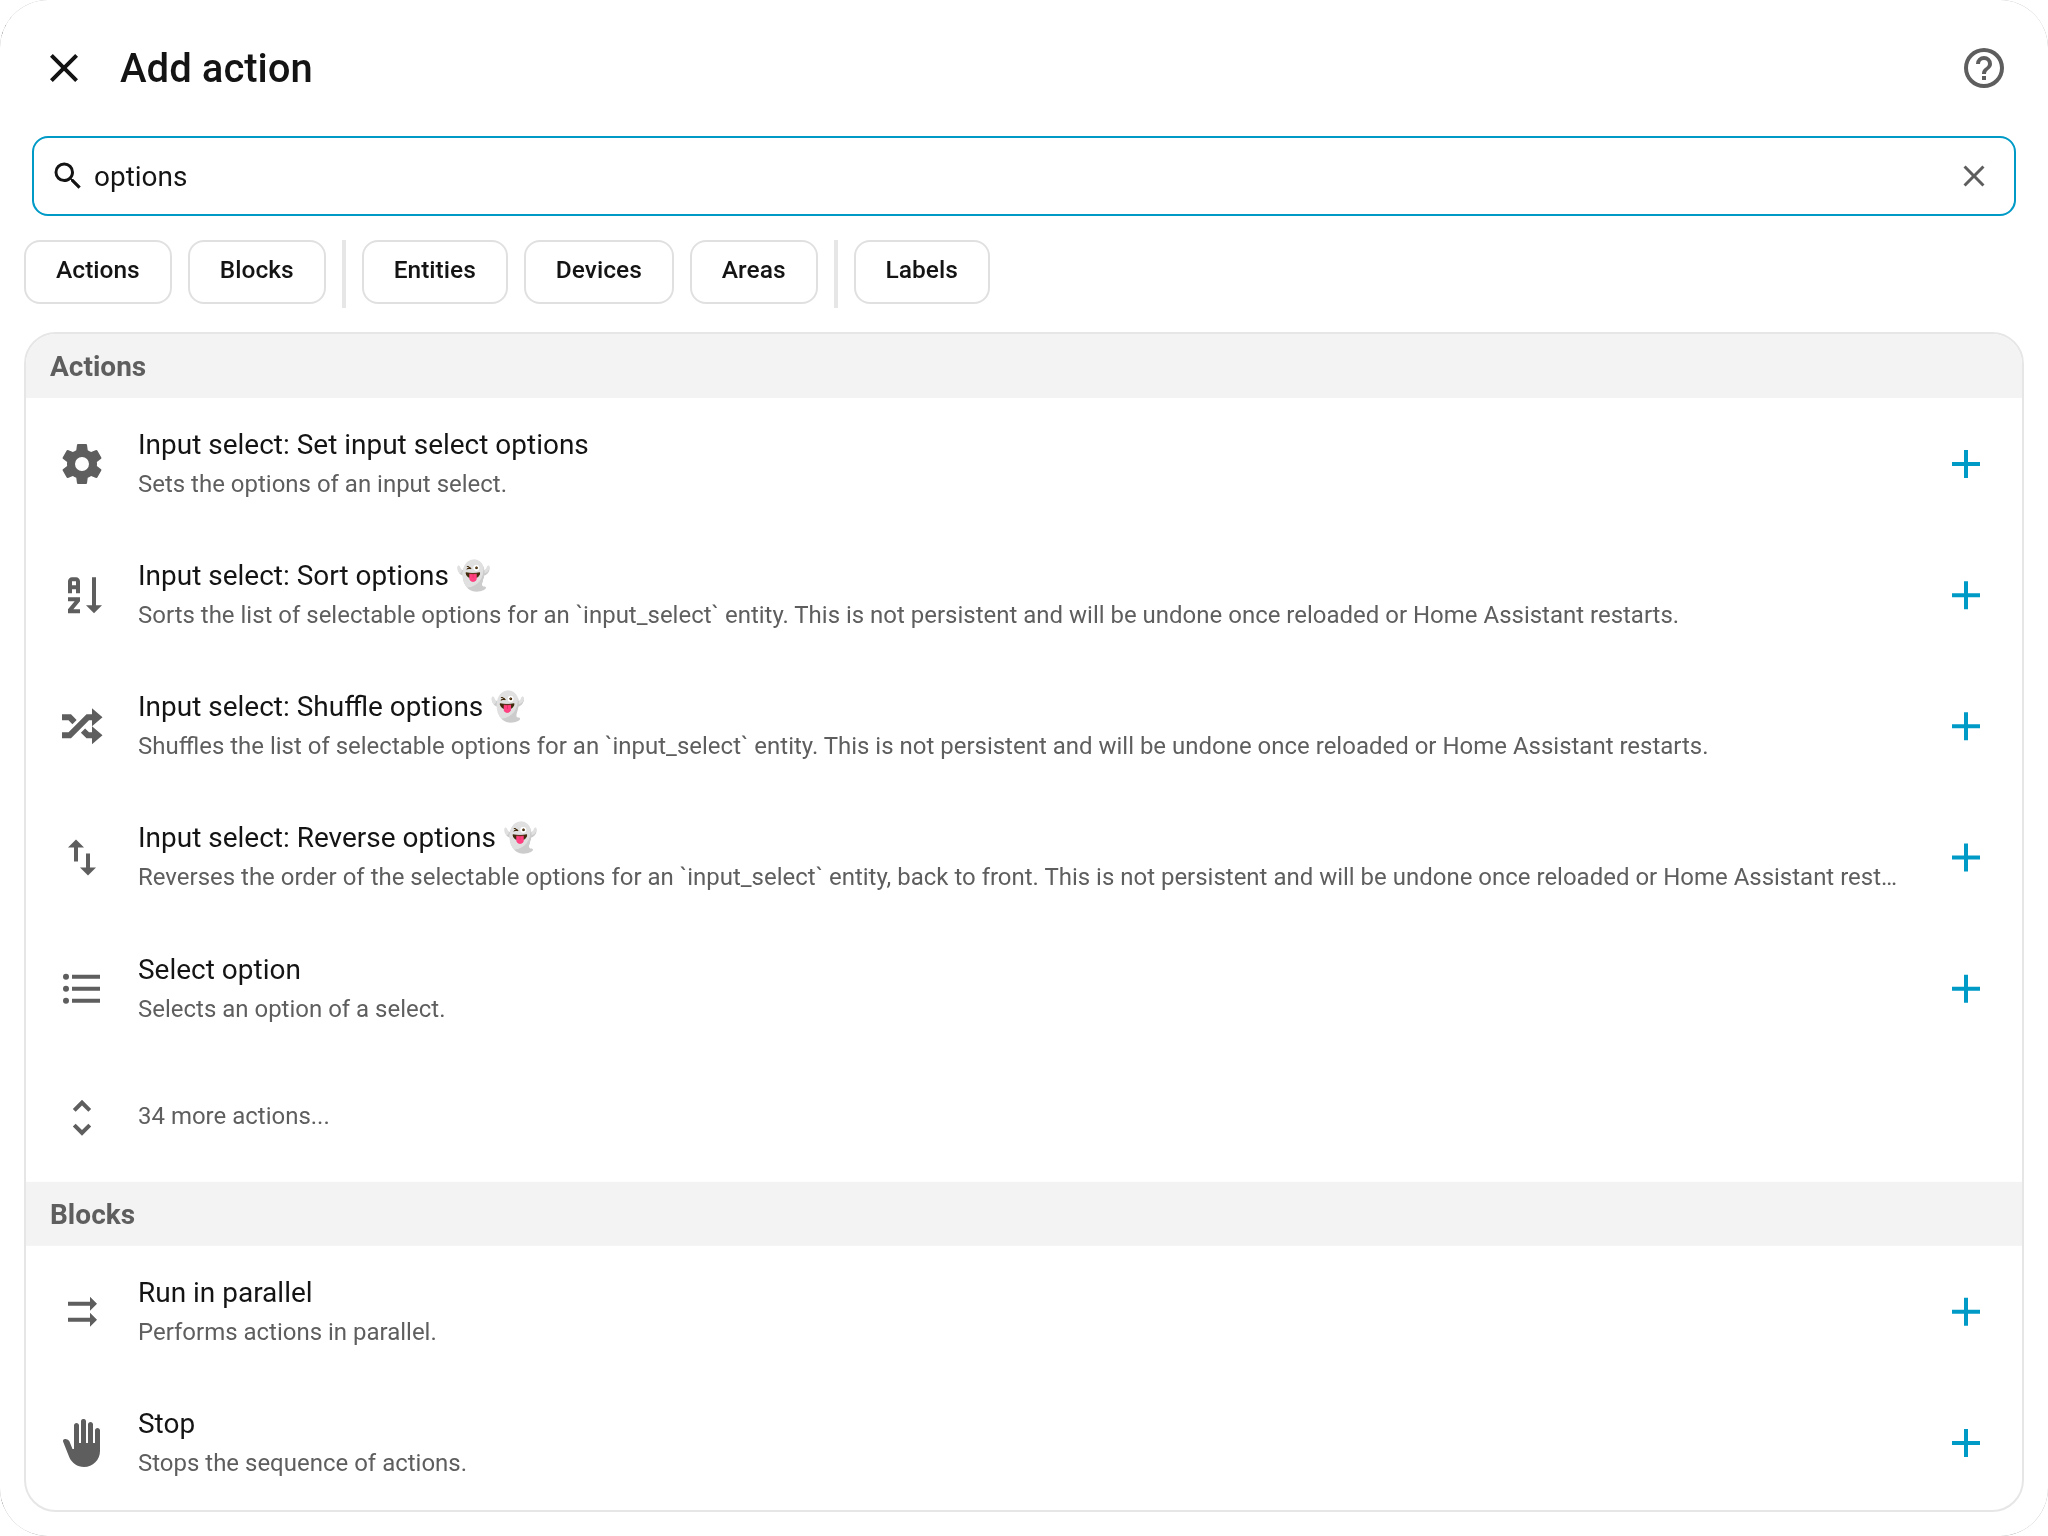 Add action
options
Actions
Blocks
Entities
Devices
Areas
Labels
Actions
Input select: Set input select options
Sets the options of an input select.
Input select: Sort options 👻
Sorts the list of selectable options for an `input_select` entity. This is not persistent and will be undone once reloaded or Home Assistant restarts.
Input select: Shuffle options 👻
Shuffles the list of selectable options for an `input_select` entity. This is not persistent and will be undone once reloaded or Home Assistant restarts.
Input select: Reverse options 👻
Reverses the order of the selectable options for an `input_select` entity, back to front. This is not persistent and will be undone once reloaded or Home Assistant rest...
Select option
Selects an option of a select.
34 more actions...
Blocks
Run in parallel
Performs actions in parallel.
Stop
Stops the sequence of actions.